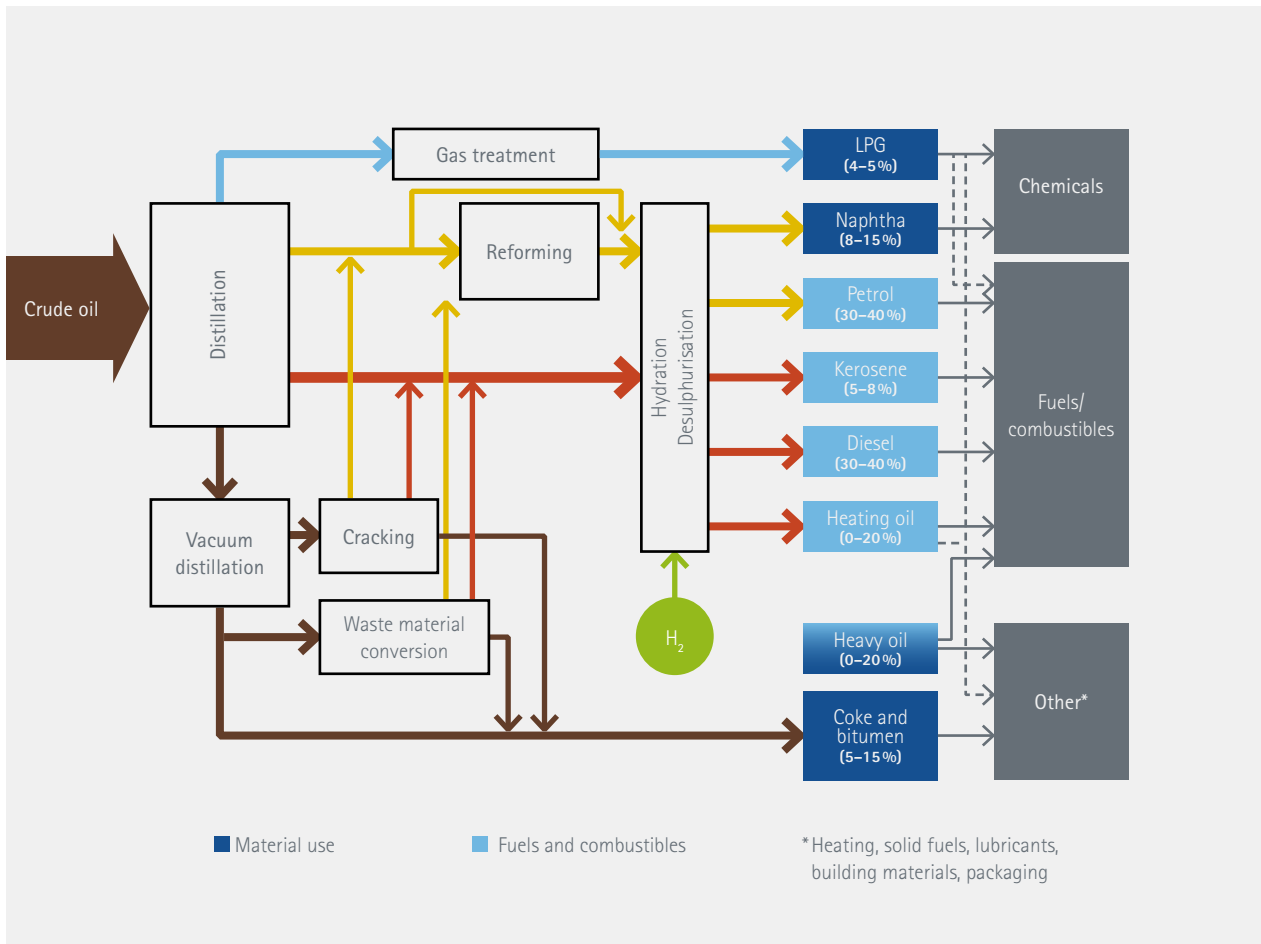 Crude oil
Distillation
Gas treatment
Reforming
Vacuum
distillation
Cracking
Waste material
conversion
Hydration
Desulphurisation
H₂
LPG
(4–5 %)
Naphtha
(8–15 %)
Petrol
(30–40 %)
Kerosene
(5–8 %)
Diesel
(30–40 %)
Heating oil
(0–20 %)
Heavy oil
(0–20 %)
Coke and
bitumen
(5–15 %)
Chemicals
Fuels/
combustibles
Other*
Material use
Fuels and combustibles
* Heating, solid fuels, lubricants,
building materials, packaging